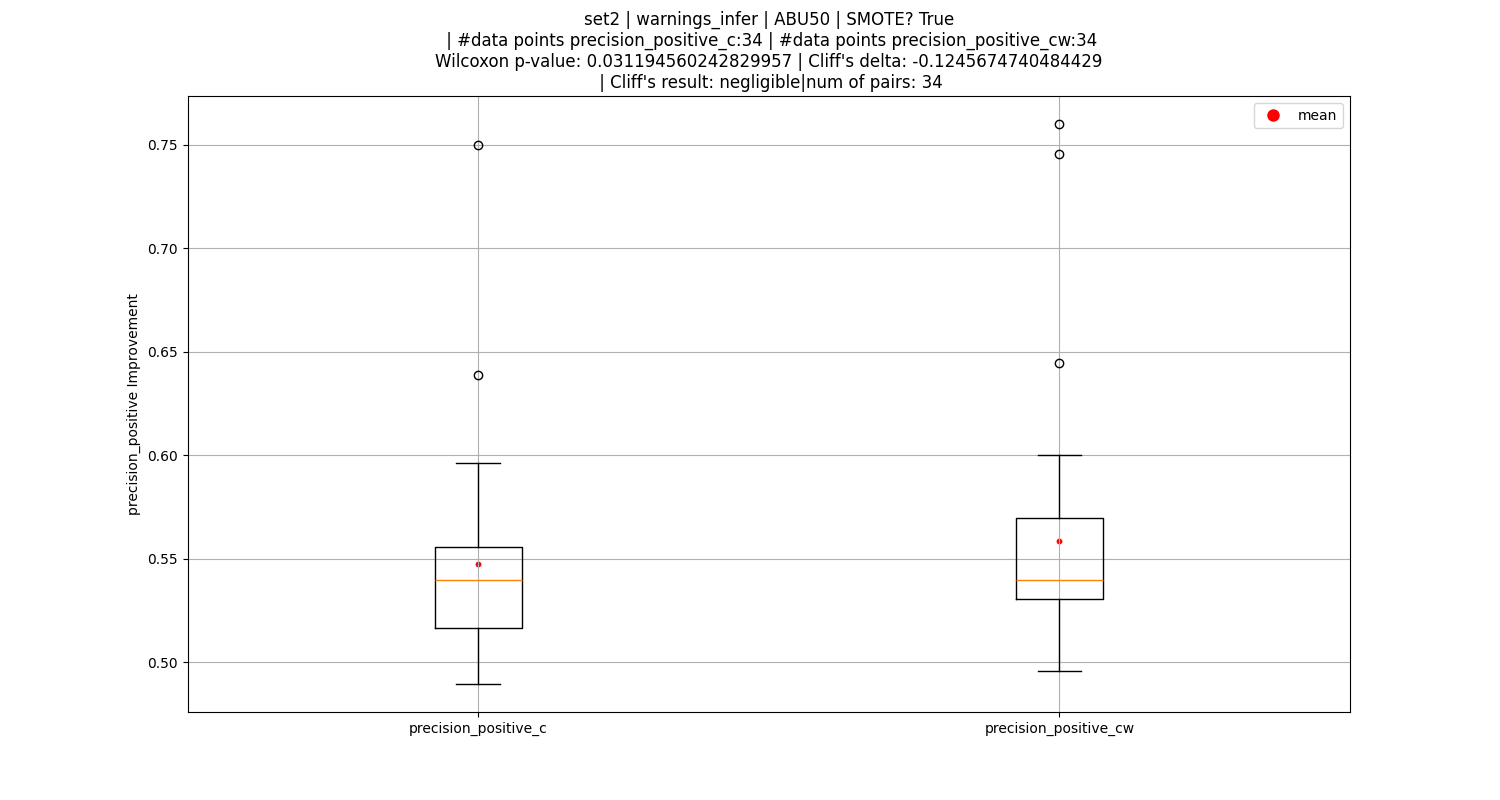 set2 | warnings_infer | ABU50 | SMOTE? True
| #data points precision_positive_c:34 | #data points precision_positive_cw:34
Wilcoxon p-value: 0.031194560242829957 | Cliff's delta: -0.1245674740484429
| Cliff's result: negligible|num of pairs: 34
mean
0.75
0.70
0.65
0.60
0.55
0.50
precision_positive Improvement
precision_positive_c
precision_positive_cw